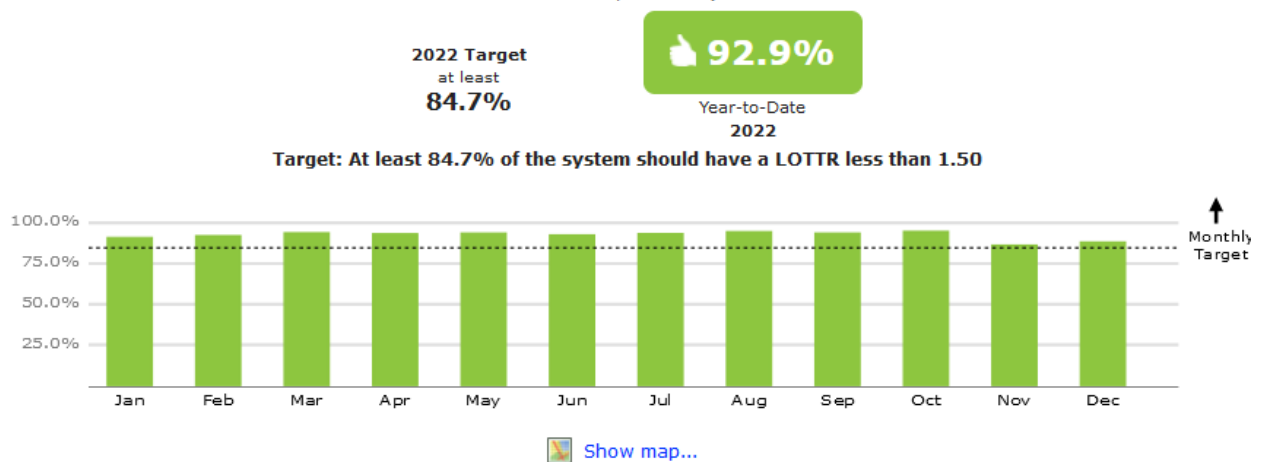 2022 Target
at least
84.7%
92.9%
Year-to-Date
2022
Target: At least 84.7% of the system should have a LOTTR less than 1.50
100.0%
75.0%
50.0%
25.0%
Monthly
Target
Jan Feb Mar Apr May Jun Jul Aug Sep Oct Nov Dec
Show map...